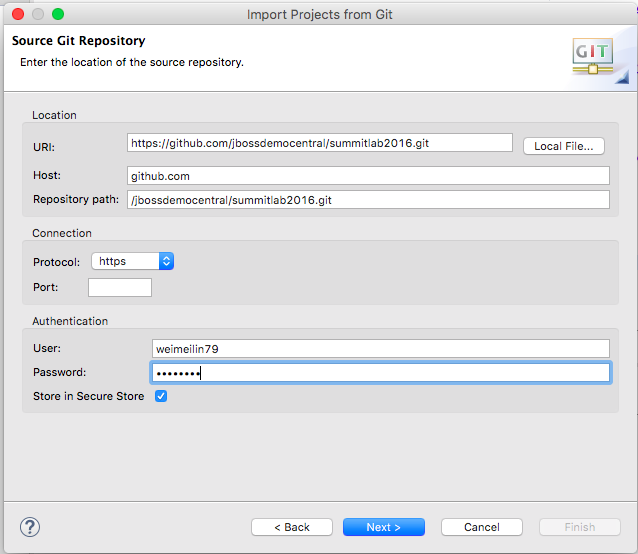 Import Projects from Git
Source Git Repository
Enter the location of the source repository.
GIT
Location
URI: https://github.com/jbossdemocentral/summitlab2016.git Local File...
Host: github.com
Repository path: /jbossdemocentral/summitlab2016.git
Connection
Protocol: https
Port:
Authentication
User: weimeilin79
Password: ••••••••
Store in Secure Store
? < Back Next > Cancel Finish